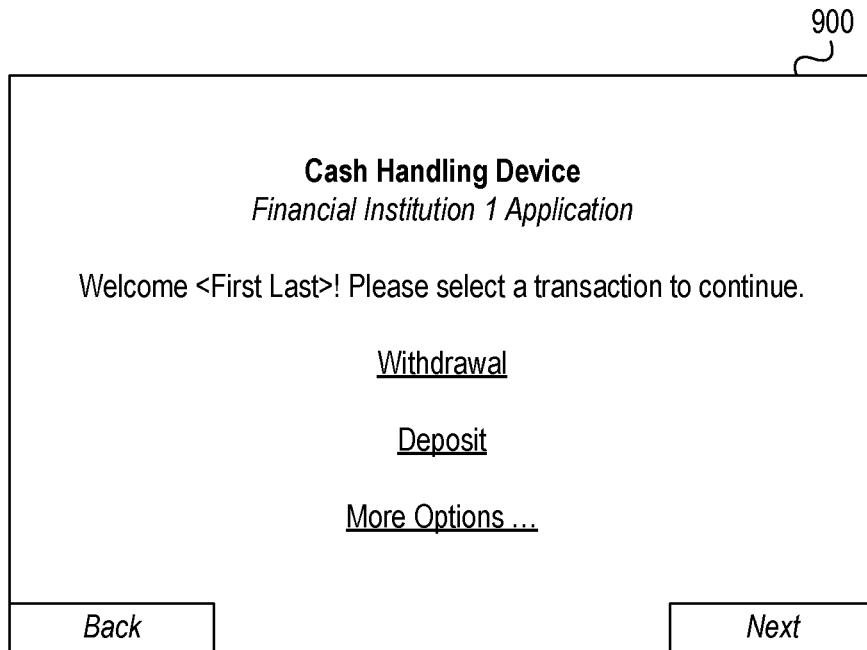 900
Cash Handling Device
Financial Institution 1 Application
Welcome <First Last>! Please select a transaction to continue.
Withdrawal
Deposit
More Options ...
Back
Next